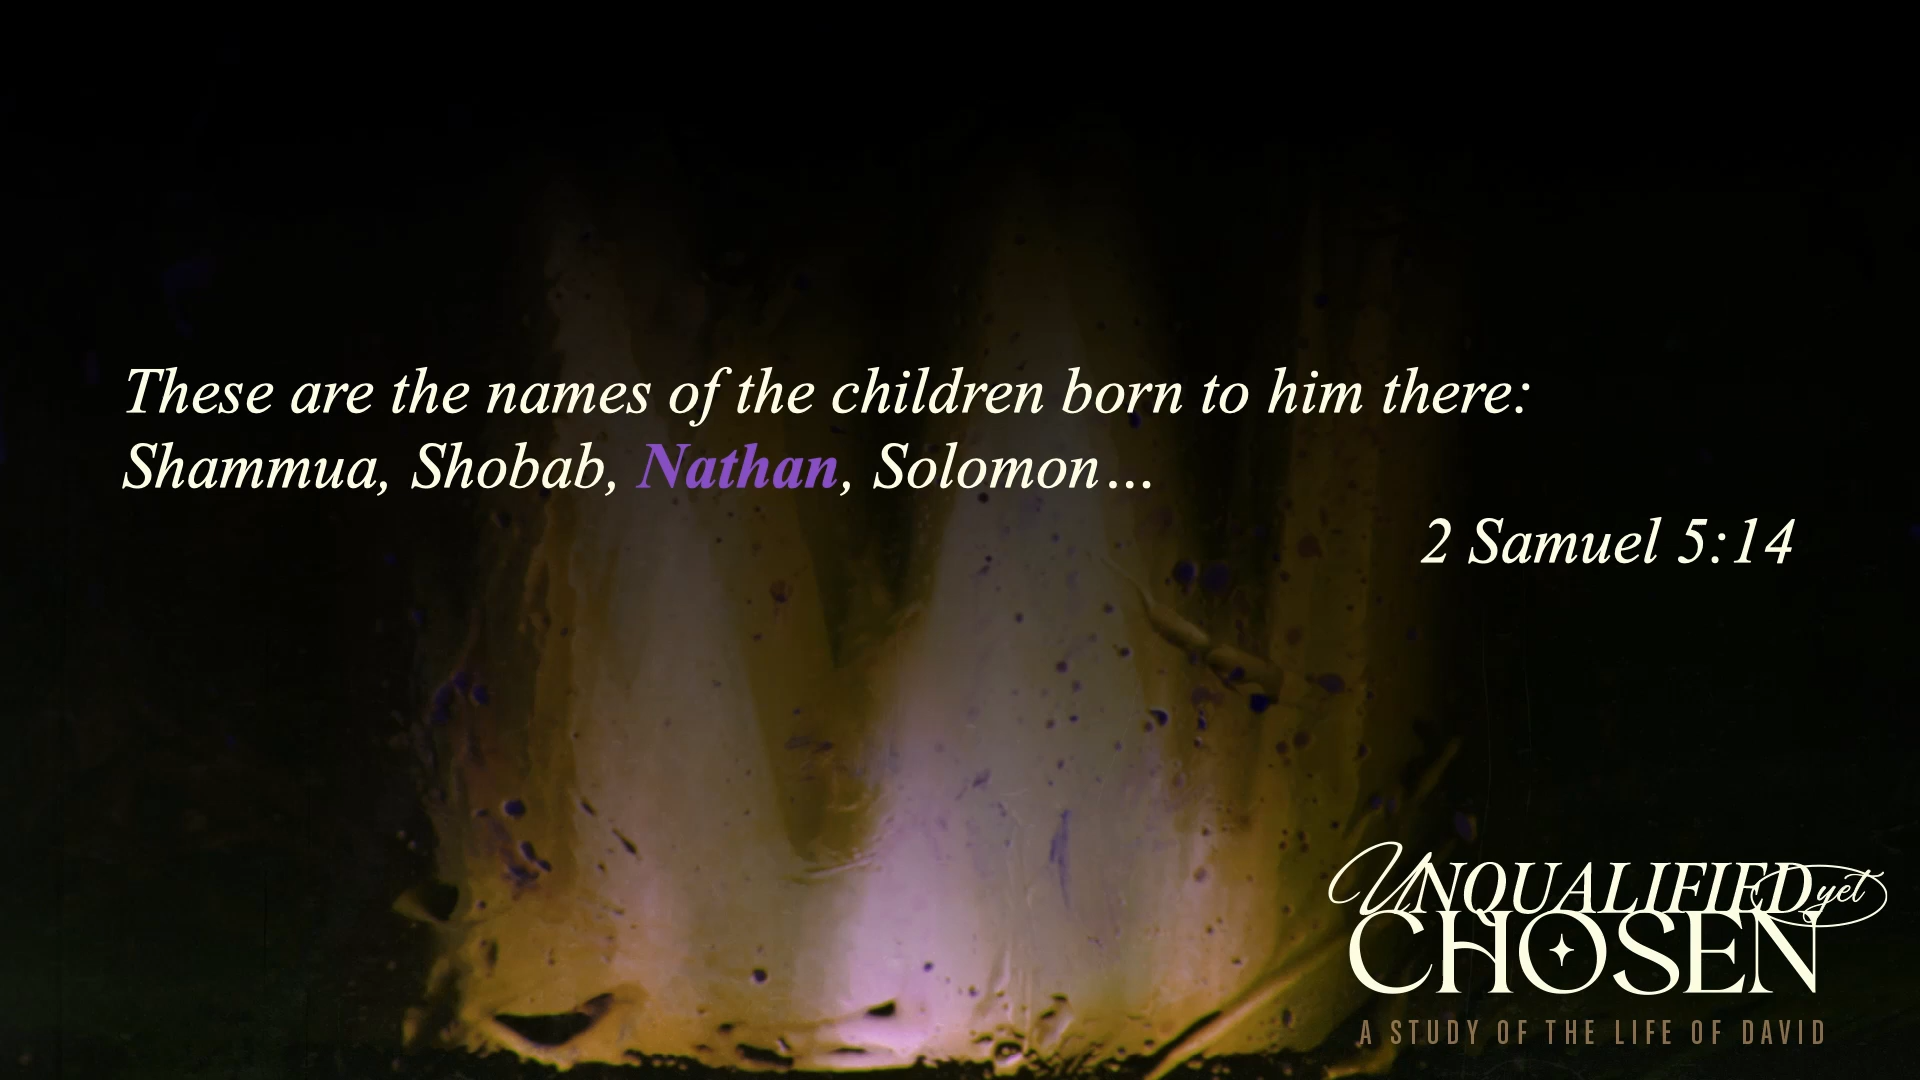 These are the names of the children born to him there:
Shammua, Shobab, Nathan, Solomon…
2 Samuel 5:14
UNQUALIFIED yet
CHOSEN
A STUDY OF THE LIFE OF DAVID